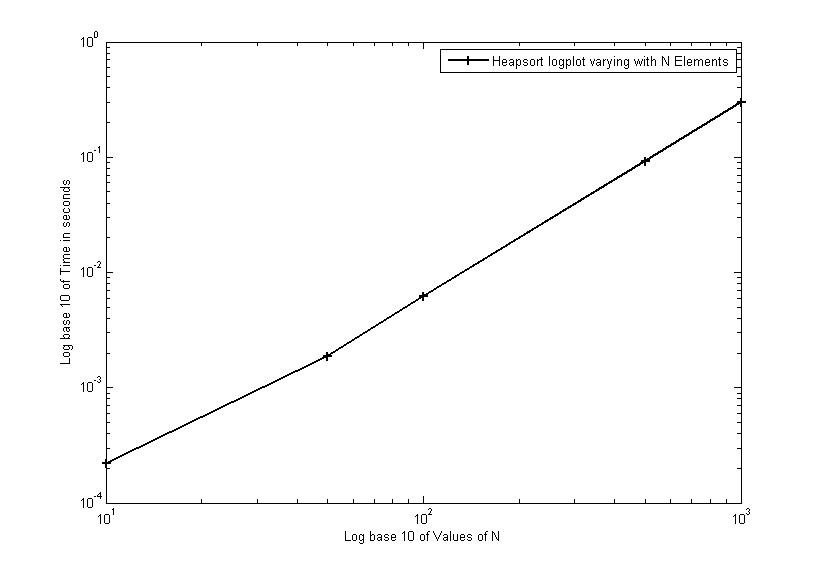 Heapsort logplot varying with N Elements
10^0
10^-1
10^-2
10^-3
10^-4
Log base 10 of Time in seconds
10^1
10^2
10^3
Log base 10 of Values of N